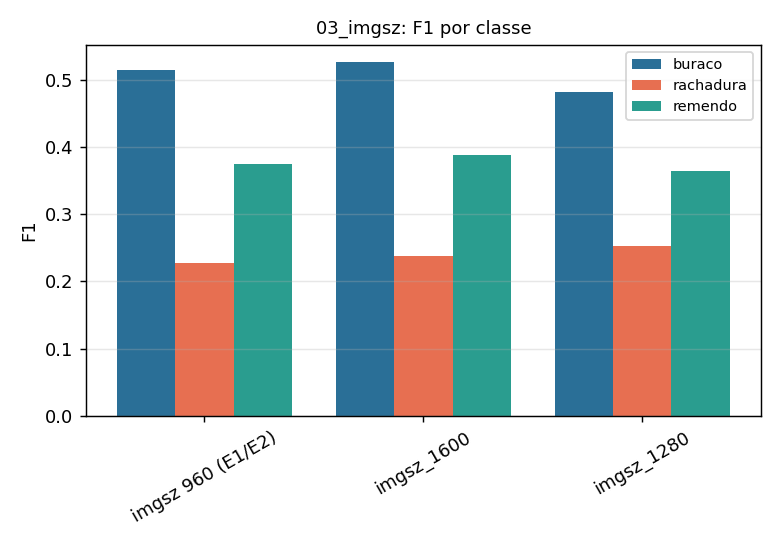 03_imgsz: F1 por classe
buraco
rachadura
remendo
F1
0.5
0.4
0.3
0.2
0.1
0.0
imgsz 960 (E1/E2)
imgsz_1600
imgsz_1280